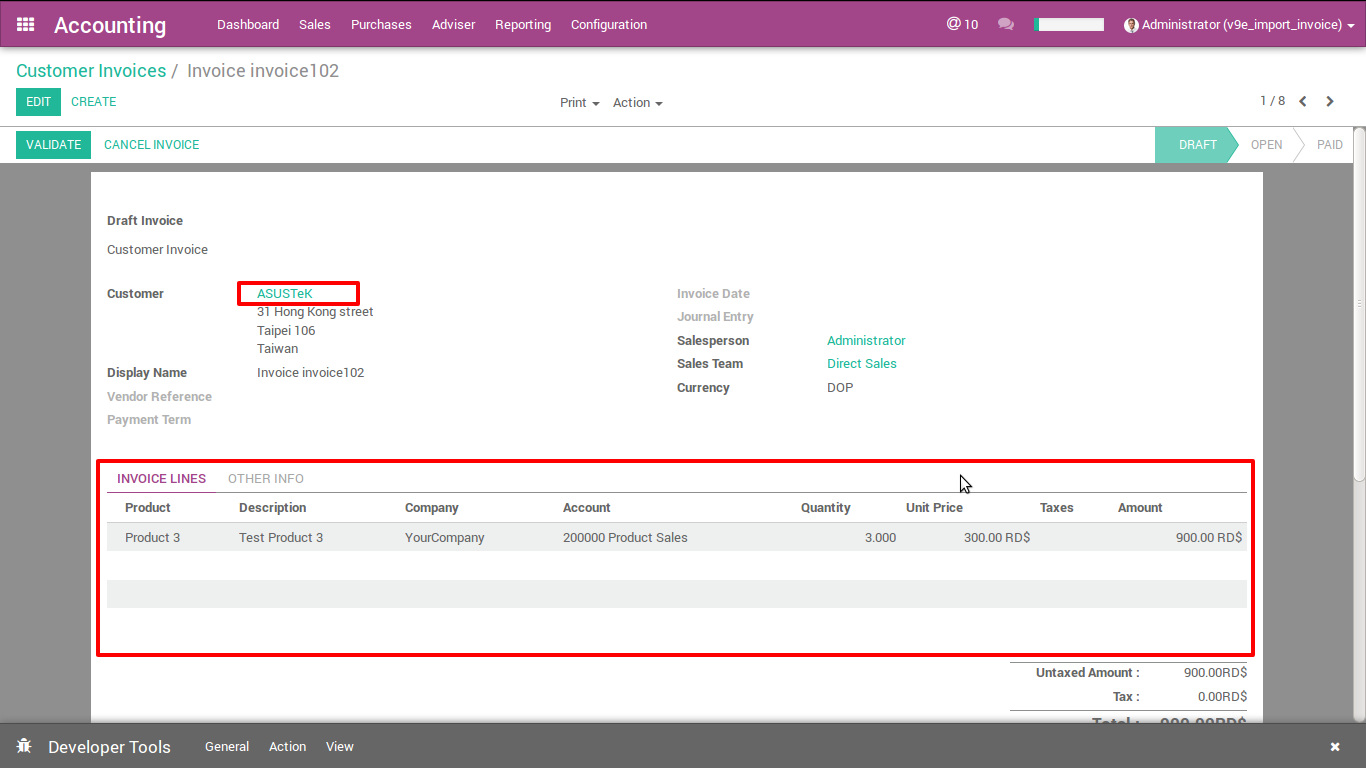 Accounting Dashboard Sales Purchases Adviser Reporting Configuration @ 10 Administrator (v9e_import_invoice)
Customer Invoices / Invoice invoice102
EDIT CREATE Print Action 1 / 8
VALIDATE CANCEL INVOICE DRAFT OPEN PAID
Draft Invoice
Customer Invoice
Customer ASUSTeK Invoice Date
31 Hong Kong street
Journal Entry
Taipei 106
Salesperson Administrator
Taiwan
Sales Team Direct Sales
Display Name Invoice invoice102
Currency DOP
Vendor Reference
Payment Term
INVOICE LINES OTHER INFO
Product Description Company Account Quantity Unit Price Taxes Amount
Product 3 Test Product 3 YourCompany 200000 Product Sales 3.000 300.00 RD$ 900.00 RD$
Untaxed Amount : 900.00RD$
Tax : 0.00RD$
Total : 900.00RD$
Developer Tools General Action View